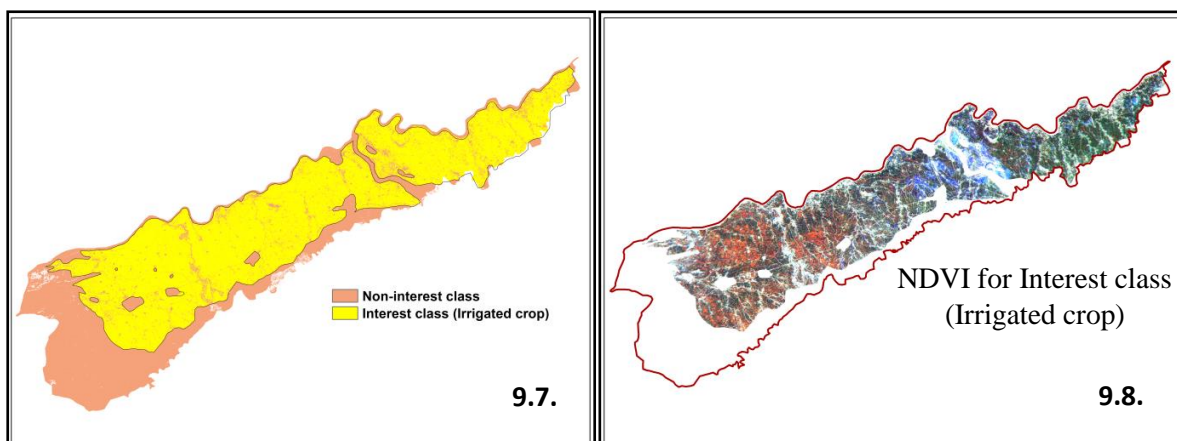 Non-interest class
Interest class (Irrigated crop)
9.7.
NDVI for Interest class
(Irrigated crop)
9.8.